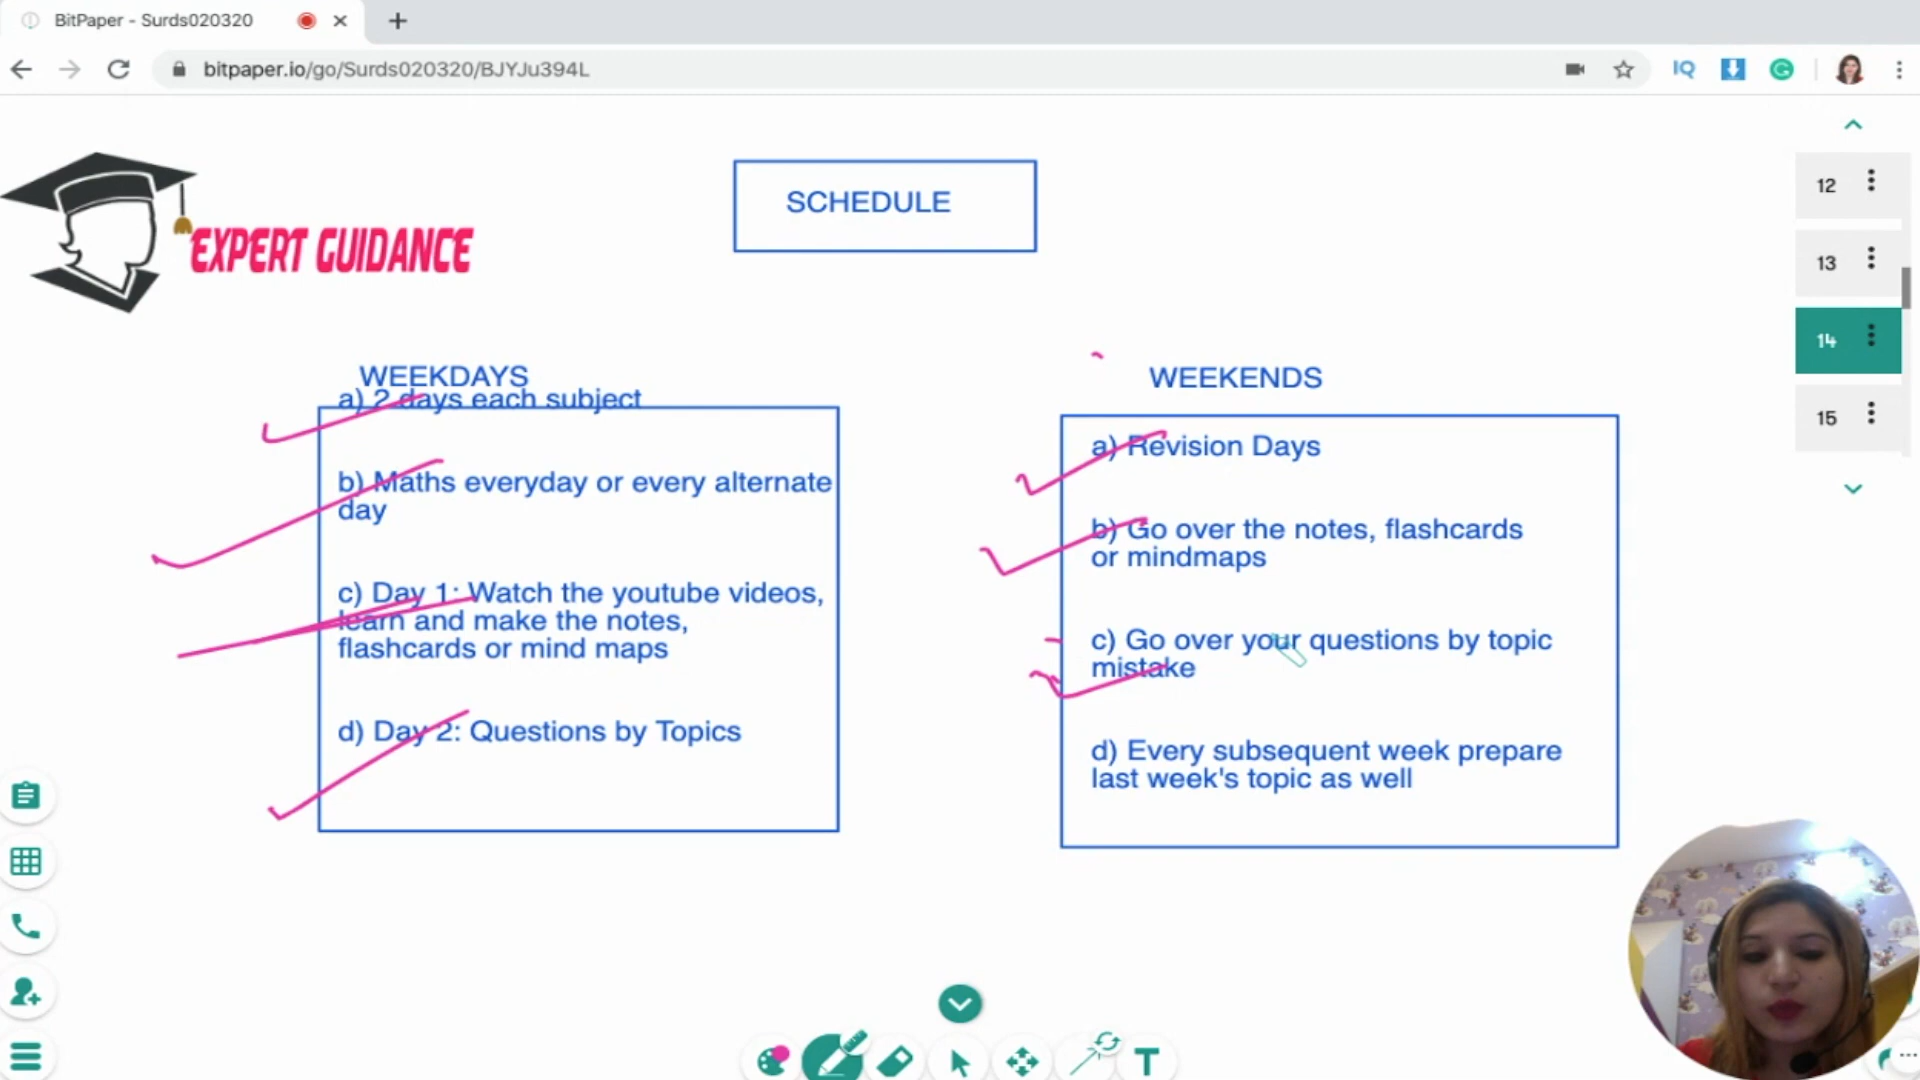 BitPaper - Surds020320
bitpaper.io/go/Surds020320/BJYJu394L
IQ
EXPERT GUIDANCE
SCHEDULE
12
13
14
15
WEEKDAYS
a) 2 days each subject
b) Maths everyday or every alternate
day
c) Day 1: Watch the youtube videos,
learn and make the notes,
flashcards or mind maps
d) Day 2: Questions by Topics
WEEKENDS
a) Revision Days
b) Go over the notes, flashcards
or mindmaps
c) Go over your questions by topic
mistake
d) Every subsequent week prepare
last week's topic as well
T